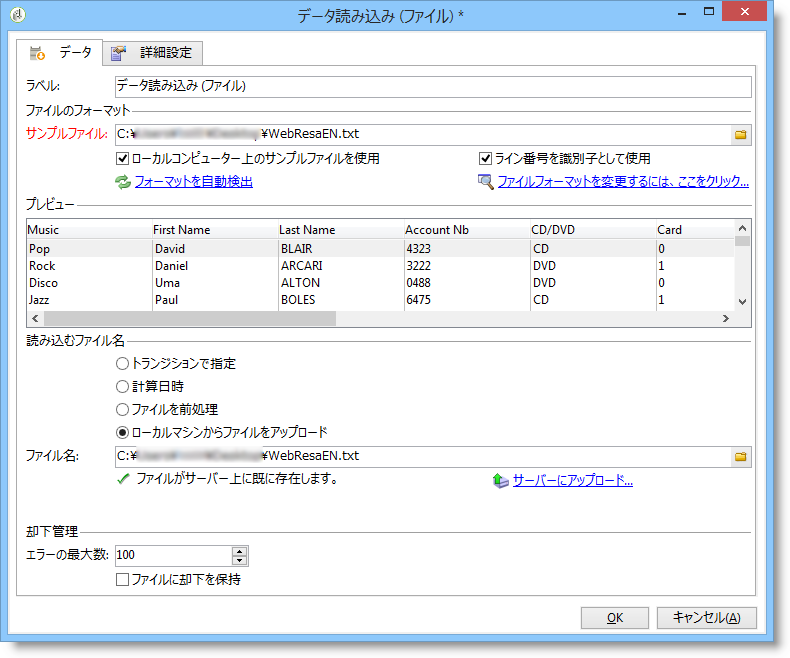 データ読み込み (ファイル) *
データ 詳細設定
ラベル: データ読み込み (ファイル)
ファイルのフォーマット
サンプルファイル: C:¥ ¥WebResaEN.txt
ローカルコンピューター上のサンプルファイルを使用 ライン番号を識別子として使用
フォーマットを自動検出 ファイルフォーマットを変更するには、ここをクリック...
プレビュー
Music First Name Last Name Account Nb CD/DVD Card
Pop David BLAIR 4323 CD 0
Rock Daniel ARCARI 3222 DVD 1
Disco Uma ALTON 0488 DVD 0
Jazz Paul BOLES 6475 CD 1
読み込むファイル名
トランジションで指定
計算日時
ファイルを前処理
ローカルマシンからファイルをアップロード
ファイル名: C:¥ ¥WebResaEN.txt
ファイルがサーバー上に既に存在します。 サーバーにアップロード...
却下管理
エラーの最大数: 100
ファイルに却下を保持
OK キャンセル(A)